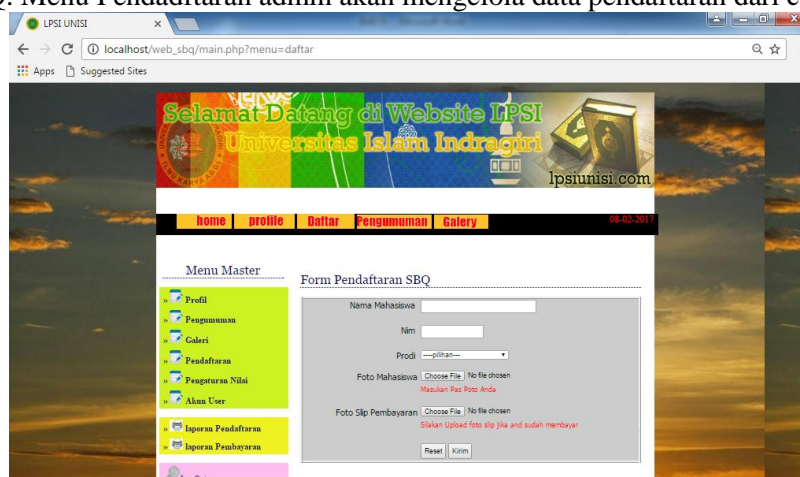 Q. Menu Pendaditaran admin akan mengelola data pendaftaran dari c
LPSI UNISI
localhost/web_sbq/main.php?menu=daftar
Apps Suggested Sites
Selamat Datang di Website LPSI
Universitas Islam Indragiri
lpsiunisi.com
home profile Daftar Pengumuman Galery 08-02-2017
Menu Master
» Profil
» Pengumuman
» Galeri
» Pendaftaran
» Pengaturan Nilai
» Akun User
» laporan Pendaftaran
» laporan Pembayaran
Form Pendaftaran SBQ
Nama Mahasiswa
Nim
Prodi ----pilihan---
Foto Mahasiswa Choose File No file chosen
Masukan Pas Poto Anda
Foto Slip Pembayaran Choose File No file chosen
Silakan Upload foto slip jika and sudah membayar
Reset Kirim